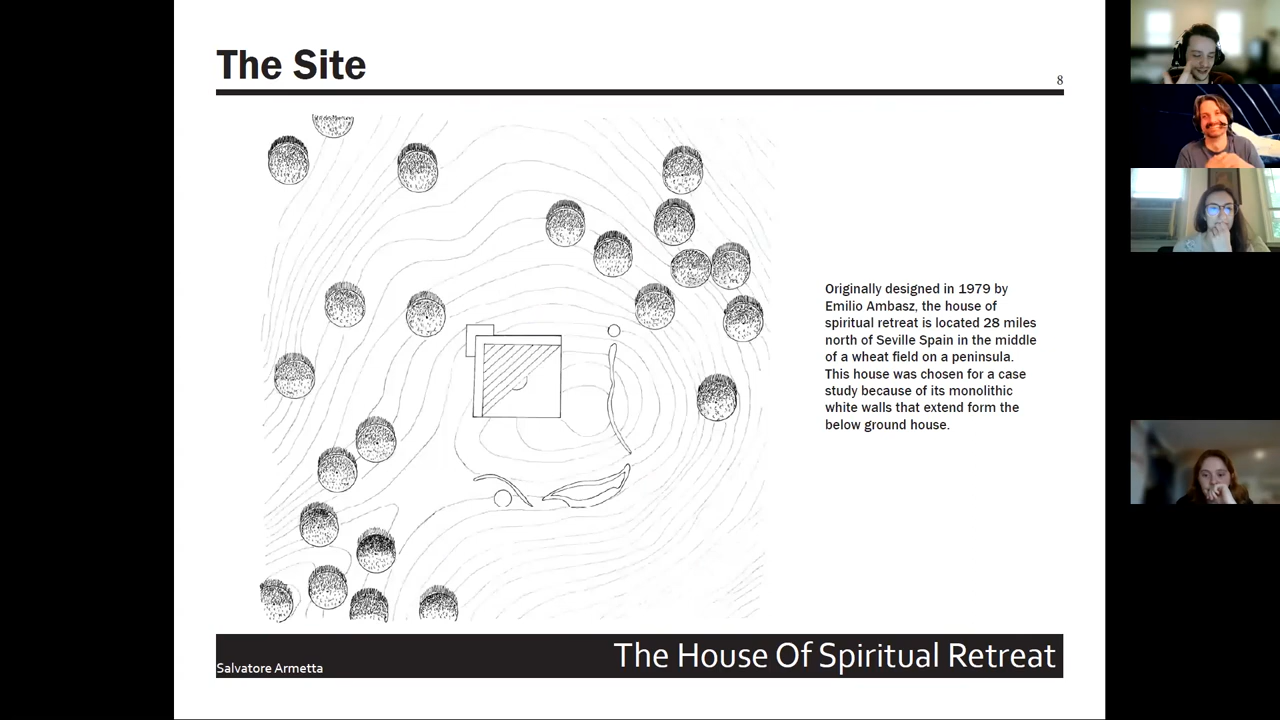 The Site
8
Originally designed in 1979 by
Emilio Ambasz, the house of
spiritual retreat is located 28 miles
north of Seville Spain in the middle
of a wheat field on a peninsula.
This house was chosen for a case
study because of its monolithic
white walls that extend form the
below ground house.
Salvatore Armetta
The House Of Spiritual Retreat